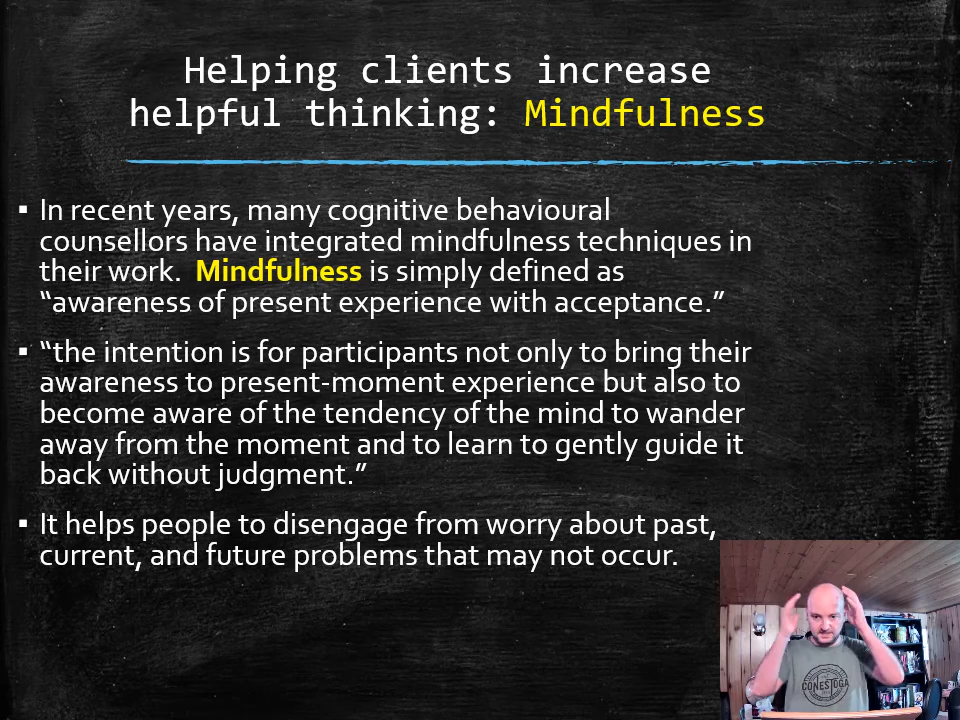 Helping clients increase
helpful thinking: Mindfulness
▪ In recent years, many cognitive behavioural
counsellors have integrated mindfulness techniques in
their work.  Mindfulness is simply defined as
“awareness of present experience with acceptance.”
▪ “the intention is for participants not only to bring their
awareness to present-moment experience but also to
become aware of the tendency of the mind to wander
away from the moment and to learn to gently guide it
back without judgment.”
▪ It helps people to disengage from worry about past,
current, and future problems that may not occur.
CONESTOGA